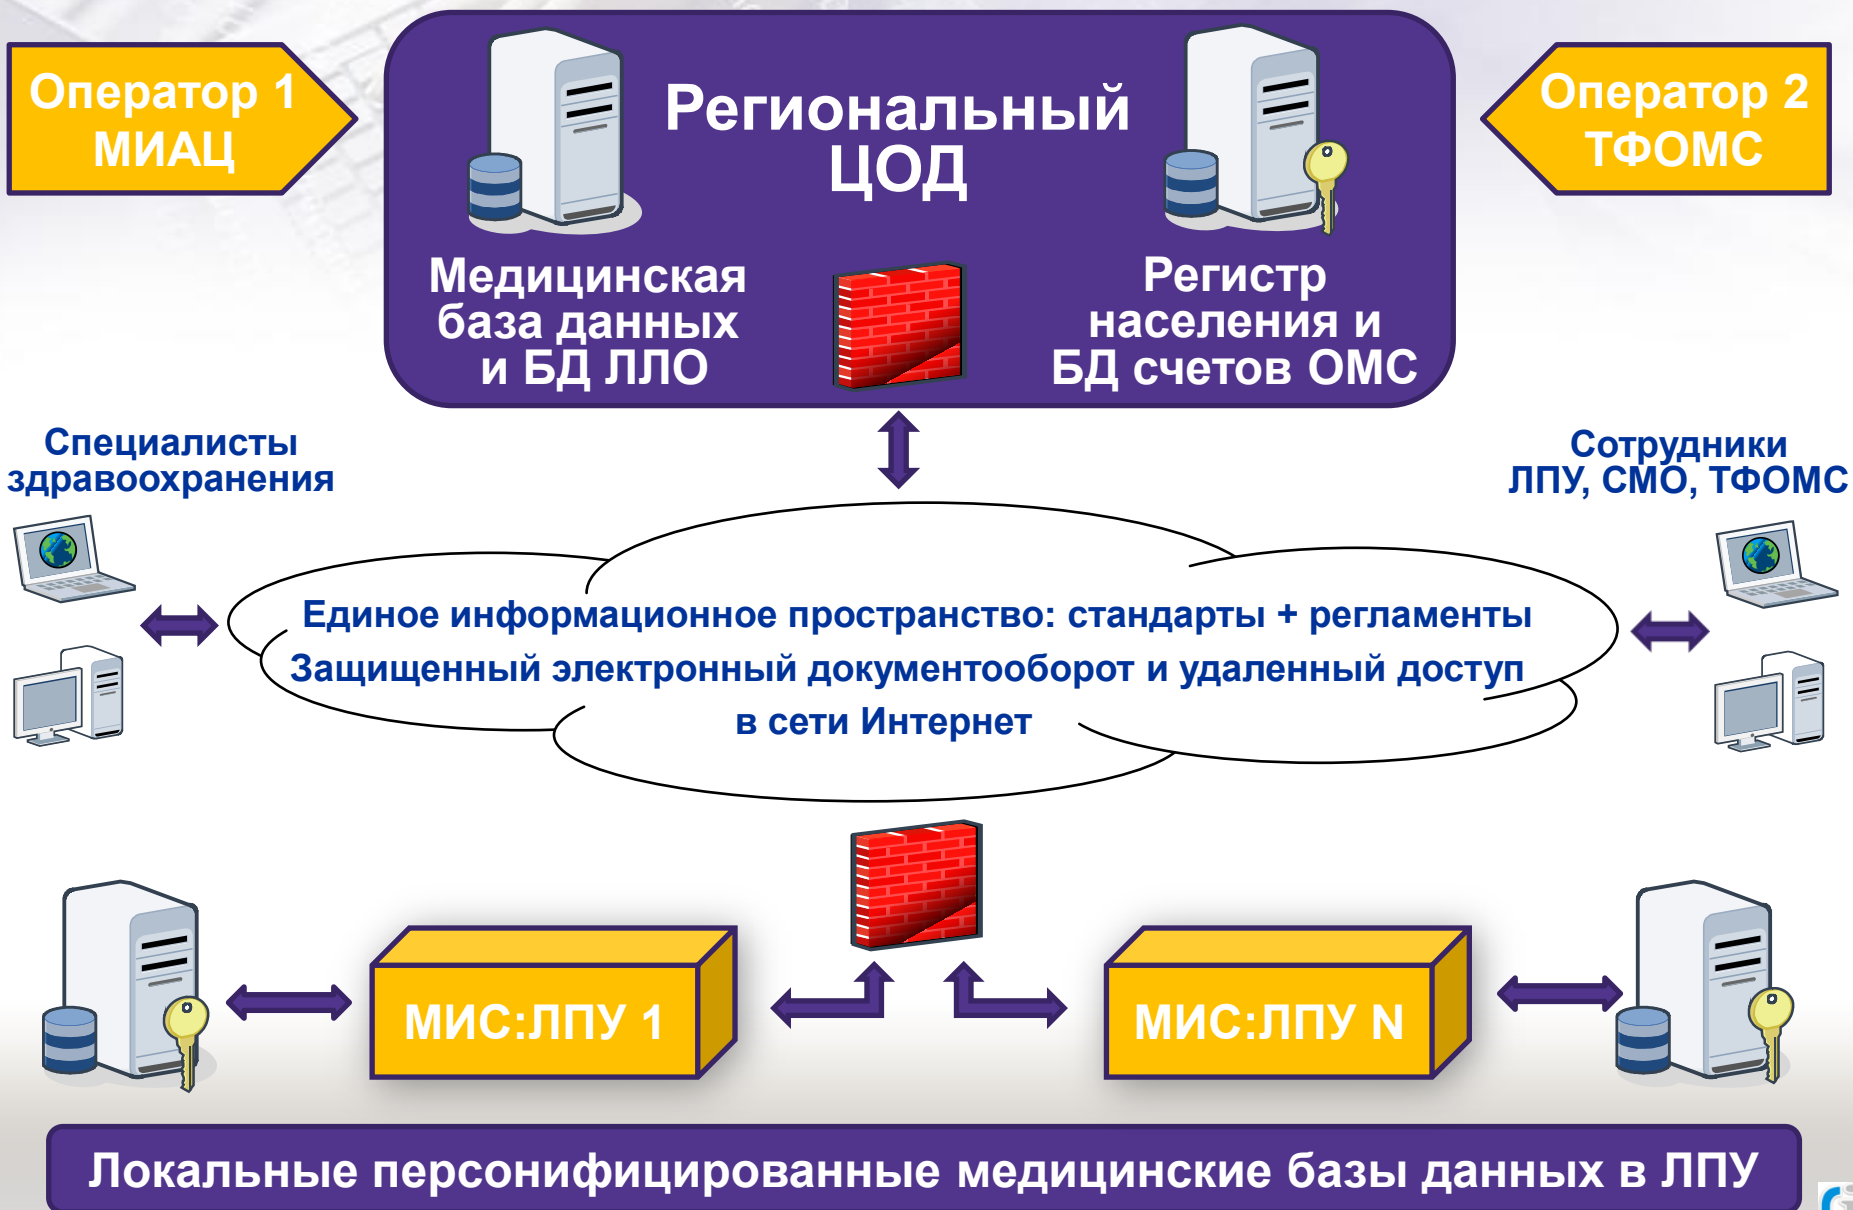 Оператор 1
МИАЦ
Региональный
ЦОД
Оператор 2
ТФОМС
Медицинская
база данных
и БД ЛЛО
Регистр
населения и
БД счетов ОМС
Специалисты
здравоохранения
Сотрудники
ЛПУ, СМО, ТФОМС
Единое информационное пространство: стандарты + регламенты
Защищенный электронный документооборот и удаленный доступ
в сети Интернет
МИС:ЛПУ 1
МИС:ЛПУ N
Локальные персонифицированные медицинские базы данных в ЛПУ